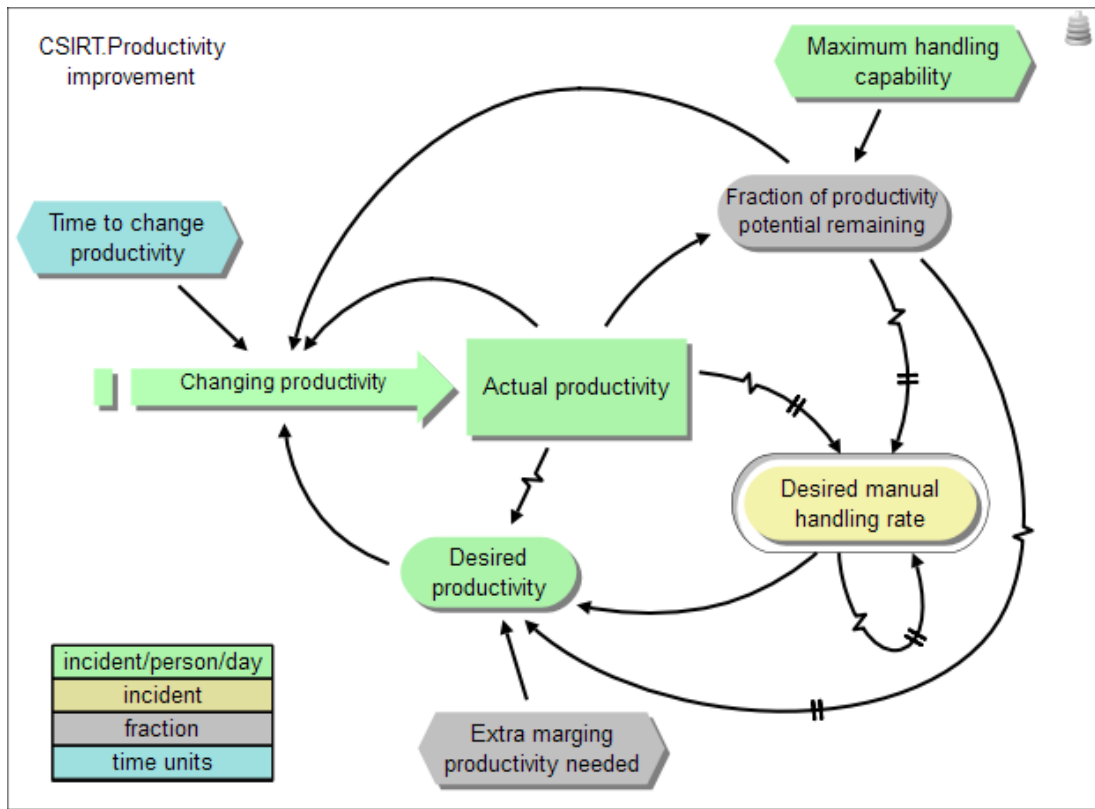 CSIRT.Productivity
improvement
Maximum handling
capability
Fraction of productivity
potential remaining
Time to change
productivity
Changing productivity
Actual productivity
Desired manual
handling rate
Desired
productivity
Extra marging
productivity needed
incident/person/day
incident
fraction
time units